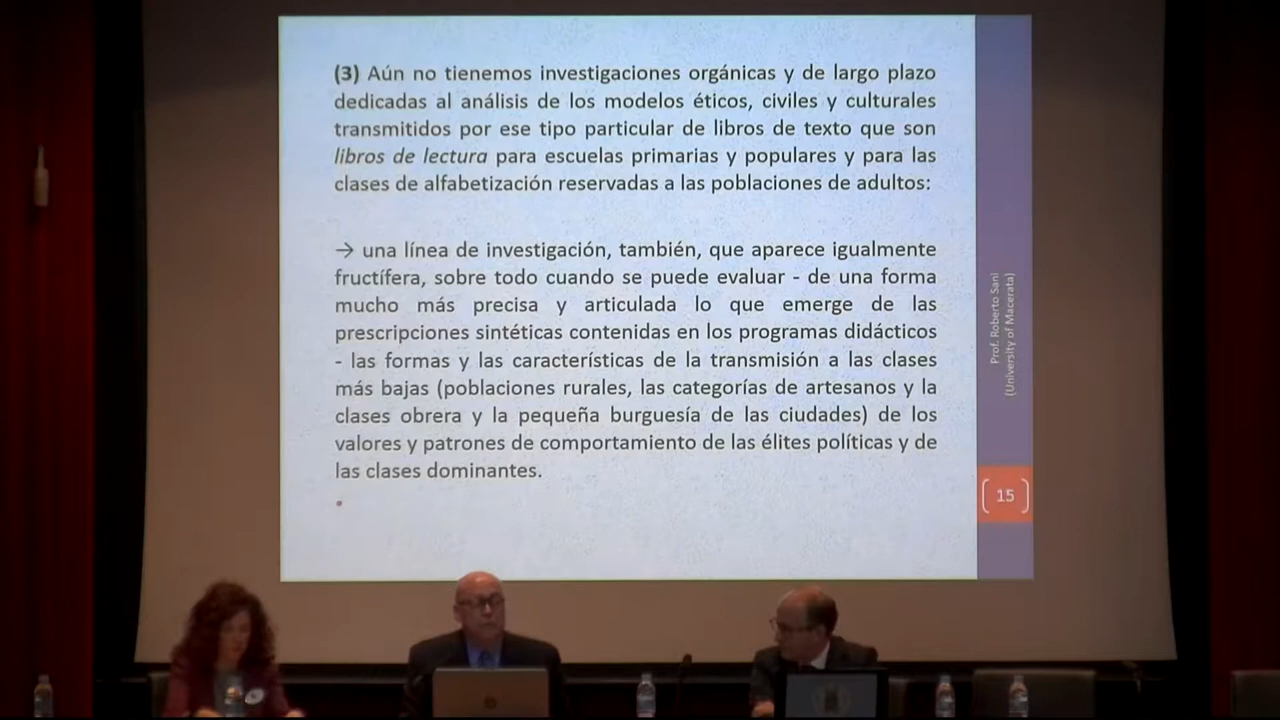 (3) Aún no tienemos investigaciones orgánicas y de largo plazo
dedicadas al análisis de los modelos éticos, civiles y culturales
transmitidos por ese tipo particular de libros de texto que son
libros de lectura para escuelas primarias y populares y para las
clases de alfabetización reservadas a las poblaciones de adultos:
→ una línea de investigación, también, que aparece igualmente
fructífera, sobre todo cuando se puede evaluar - de una forma
mucho más precisa y articulada lo que emerge de las
prescripciones sintéticas contenidas en los programas didácticos
- las formas y las características de la transmisión a las clases
más bajas (poblaciones rurales, las categorías de artesanos y la
clases obrera y la pequeña burguesía de las ciudades) de los
valores y patrones de comportamiento de las élites políticas y de
las clases dominantes.
Prof. Roberto Sani
(University of Macerata)
15